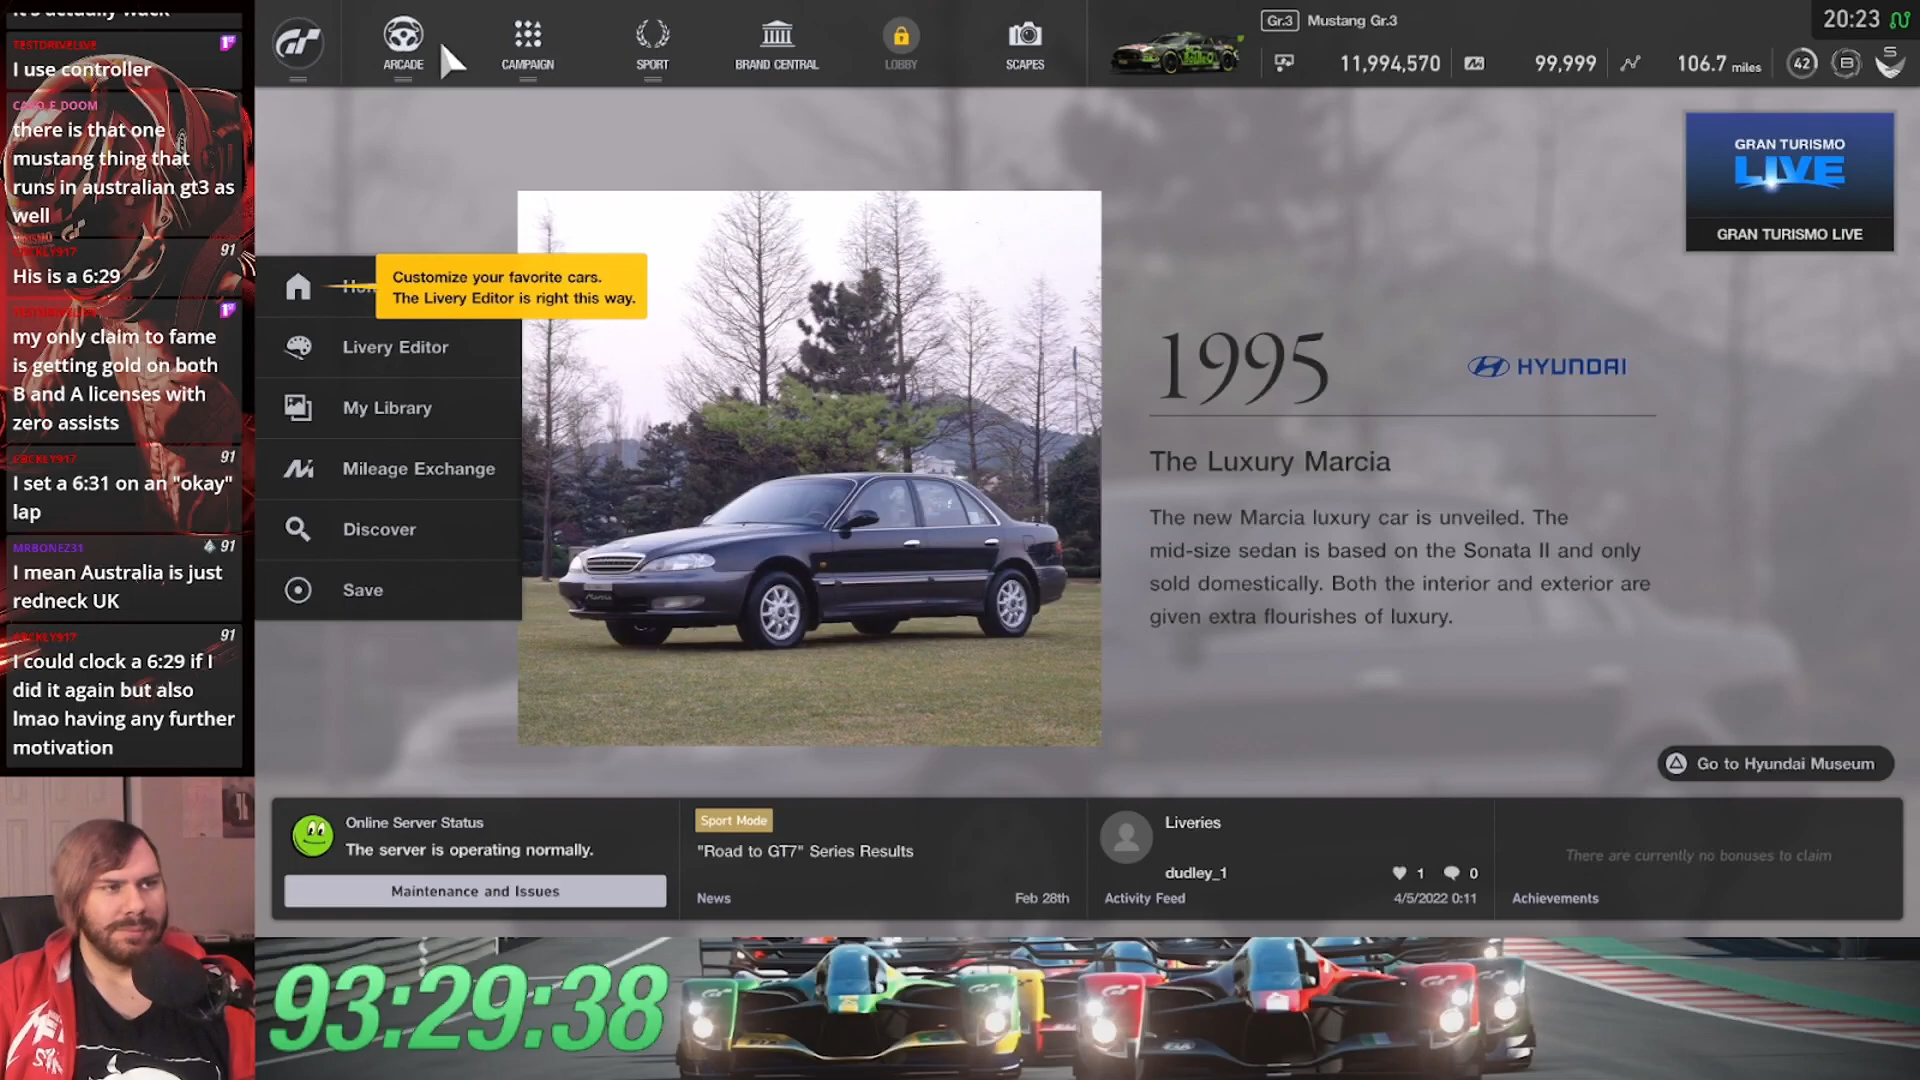 TESTDRIVELIVE
I use controller
there is that one
mustang thing that
runs in australian gt3 as
well
91
His is a 6:29
my only claim to fame
is getting gold on both
B and A licenses with
zero assists
91
I set a 6:31 on an "okay"
lap
MRBONEZ31
91
I mean Australia is just
redneck UK
91
I could clock a 6:29 if I
did it again but also
lmao having any further
motivation
ARCADE
CAMPAIGN
SPORT
BRAND CENTRAL
LOBBY
SCAPES
Gr.3 Mustang Gr.3
11,994,570
99,999
106.7 miles
42
B
S
20:23
GRAN TURISMO
LIVE
GRAN TURISMO LIVE
Customize your favorite cars.
The Livery Editor is right this way.
Livery Editor
My Library
Mileage Exchange
Discover
Save
1995
HYUNDAI
The Luxury Marcia
The new Marcia luxury car is unveiled. The
mid-size sedan is based on the Sonata II and only
sold domestically. Both the interior and exterior are
given extra flourishes of luxury.
Go to Hyundai Museum
Online Server Status
The server is operating normally.
Maintenance and Issues
Sport Mode
"Road to GT7" Series Results
News
Feb 28th
Liveries
dudley_1
1
0
Activity Feed
4/5/2022 0:11
There are currently no bonuses to claim
Achievements
93:29:38